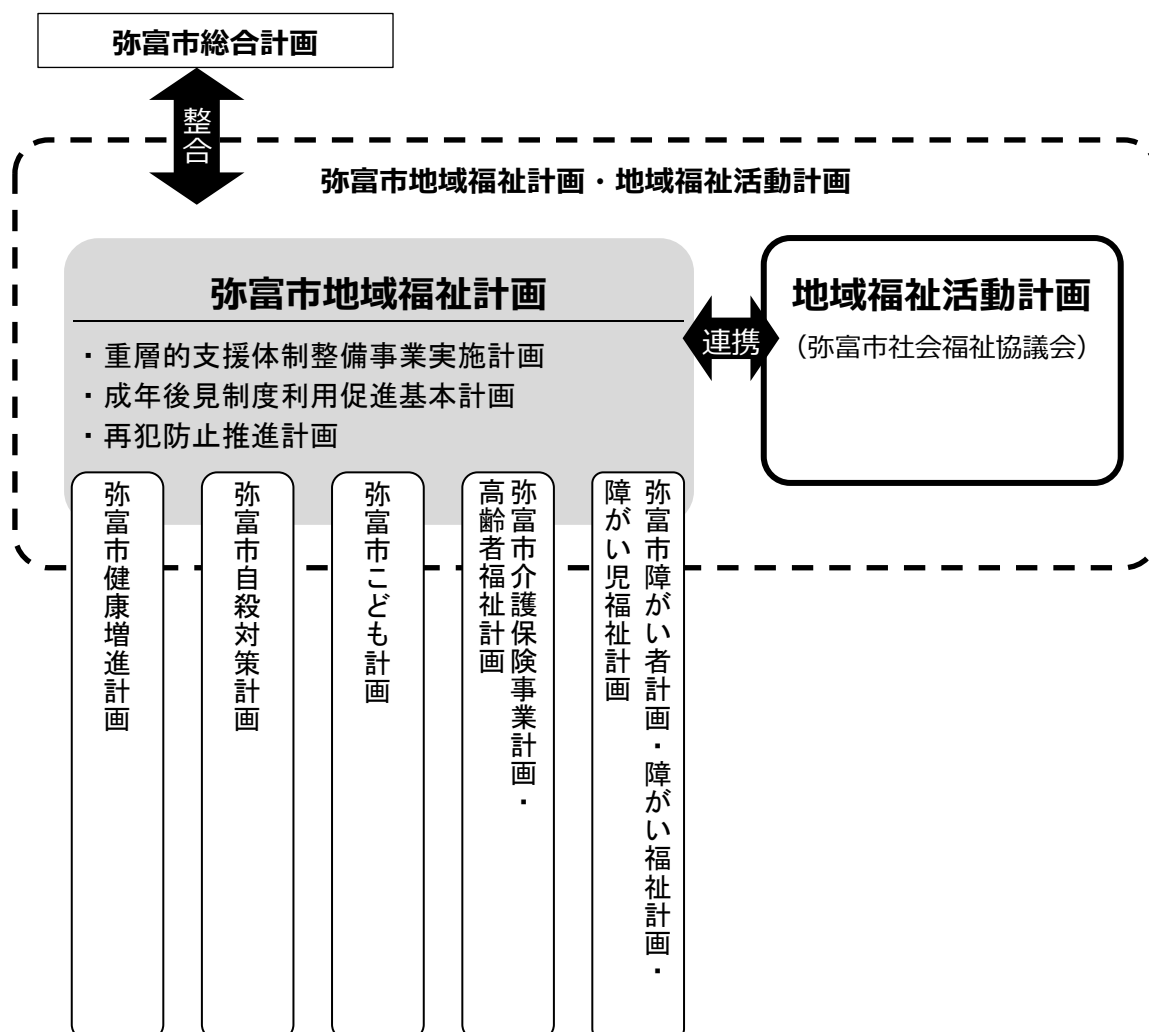 弥富市総合計画
整合
弥富市地域福祉計画・地域福祉活動計画
弥富市地域福祉計画
・重層的支援体制整備事業実施計画
・成年後見制度利用促進基本計画
・再犯防止推進計画
連携
地域福祉活動計画
（弥富市社会福祉協議会）
弥富市健康増進計画
弥富市自殺対策計画
弥富市こども計画
弥富市介護保険事業計画・
高齢者福祉計画
弥富市障がい者計画・障がい福祉計画・
障がい児福祉計画